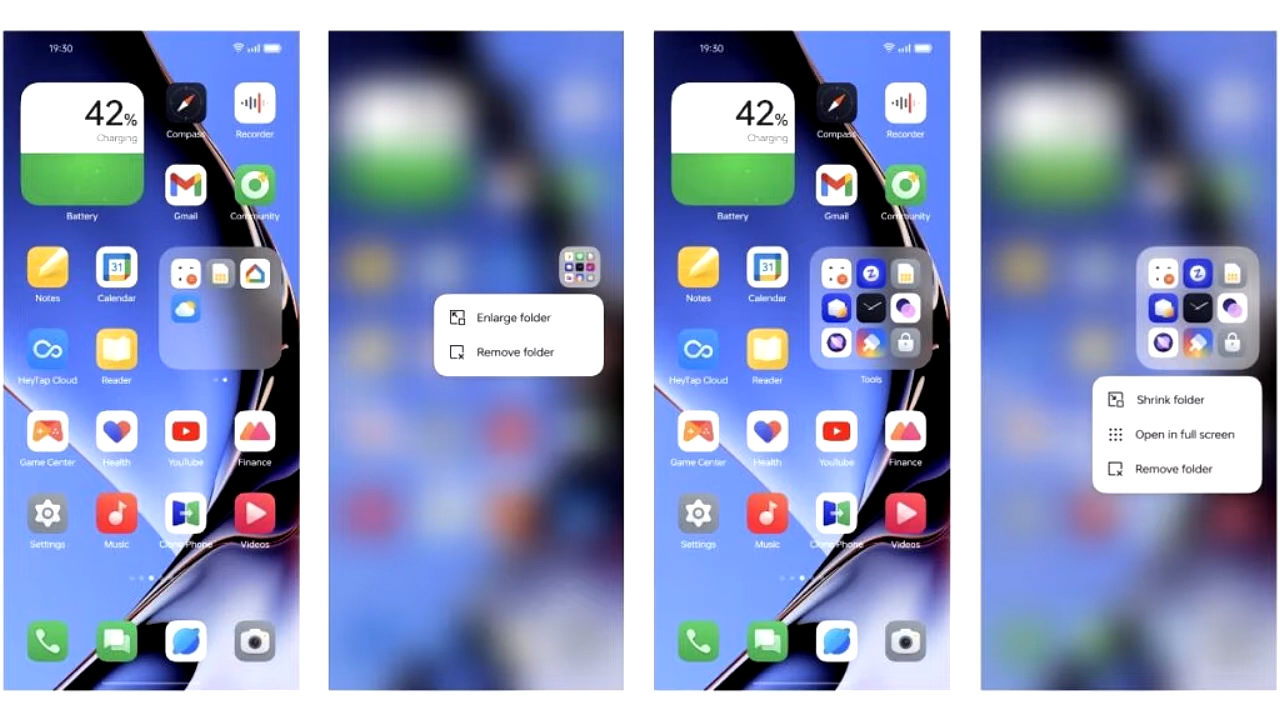 19:30
42%
Charging
Compass
Recorder
Battery
Gmail
Community
31
Notes
Calendar
HeyTap Cloud
Reader
Game Center
Health
YouTube
Finance
Settings
Music
Clone Phone
Videos
Enlarge folder
Remove folder
19:30
42%
Charging
Compass
Recorder
Battery
Gmail
Community
31
Notes
Calendar
HeyTap Cloud
Reader
Tools
Game Center
Health
YouTube
Finance
Settings
Music
Clone Phone
Videos
Shrink folder
Open in full screen
Remove folder